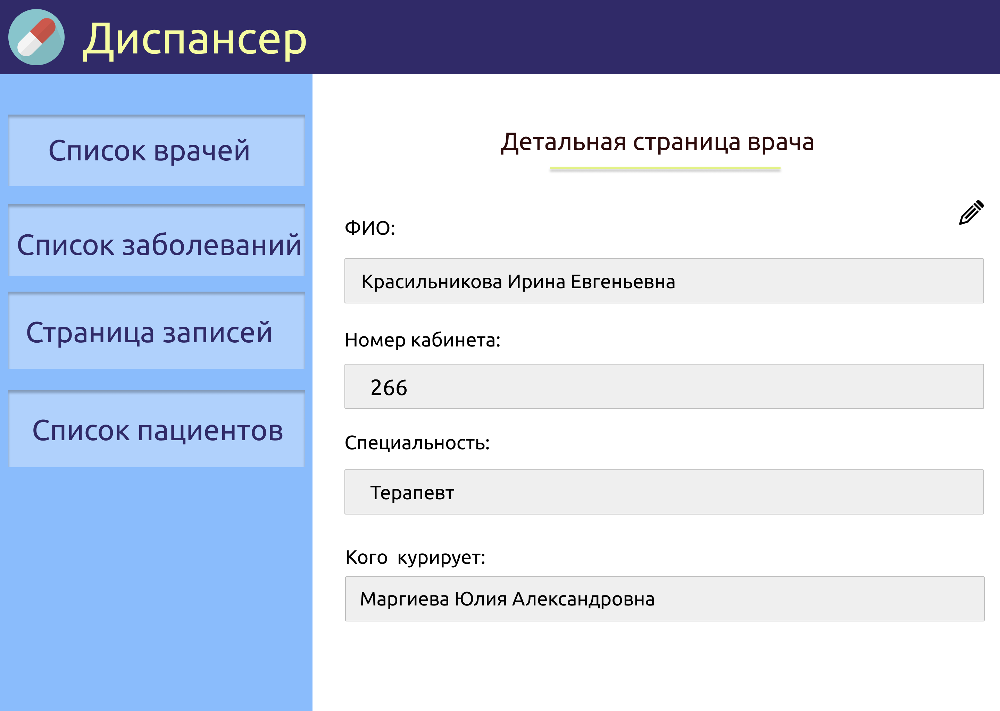 Диспансер
Список врачей
Список заболеваний
Страница записей
Список пациентов
Детальная страница врача
ФИО:
Красильникова Ирина Евгеньевна
Номер кабинета:
266
Специальность:
Терапевт
Кого курирует:
Маргиева Юлия Александровна